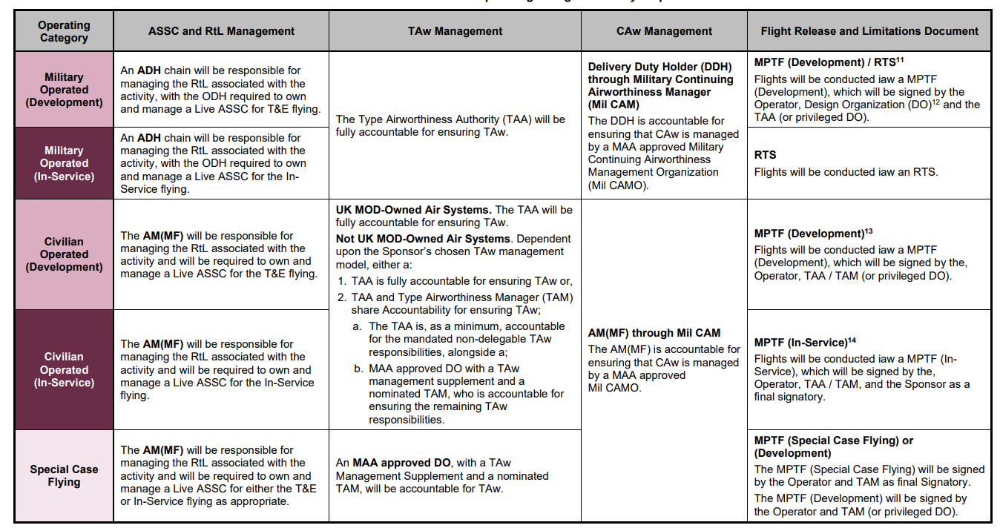 Operating
Category
ASSC and RtL Management
TAw Management
CAw Management
Flight Release and Limitations Document
Military
Operated
(Development)
An ADH chain will be responsible for
managing the RtL associated with the
activity, with the ODH required to own
and manage a Live ASSC for T&E flying.
The Type Airworthiness Authority (TAA) will be
fully accountable for ensuring TAw.
Delivery Duty Holder (DDH)
through Military Continuing
Airworthiness Manager
(Mil CAM)
The DDH is accountable for
ensuring that CAw is managed
by a MAA approved Military
Continuing Airworthiness
Management Organization
(Mil CAMO).
MPTF (Development) / RTS¹¹
Flights will be conducted iaw a MPTF
(Development), which will be signed by the
Operator, Design Organization (DO)¹² and the
TAA (or privileged DO).
Military
Operated
(In-Service)
An ADH chain will be responsible for
managing the RtL associated with the
activity, with the ODH required to own
and manage a Live ASSC for the In-
Service flying.
RTS
Flights will be conducted iaw an RTS.
Civilian
Operated
(Development)
The AM(MF) will be responsible for
managing the RtL associated with the
activity and will be required to own and
manage a Live ASSC for the T&E flying.
UK MOD-Owned Air Systems. The TAA will be
fully accountable for ensuring TAw.
Not UK MOD-Owned Air Systems. Dependent
upon the Sponsor's chosen TAw management
model, either a:
1. TAA is fully accountable for ensuring TAw or,
2. TAA and Type Airworthiness Manager (TAM)
share Accountability for ensuring TAw;
a. The TAA is, as a minimum, accountable
for the mandated non-delegable TAw
responsibilities, alongside a;
b. MAA approved DO with a TAw
management supplement and a
nominated TAM, who is accountable for
ensuring the remaining TAw
responsibilities.
AM(MF) through Mil CAM
The AM(MF) is accountable for
ensuring that CAw is managed
by a MAA approved
Mil CAMO.
MPTF (Development)¹³
Flights will be conducted iaw a MPTF
(Development), which will be signed by the,
Operator, TAA / TAM (or privileged DO).
Civilian
Operated
(In-Service)
The AM(MF) will be responsible for
managing the RtL associated with the
activity and will be required to own and
manage a Live ASSC for the In-Service
flying.
MPTF (In-Service)¹⁴
Flights will be conducted iaw a MPTF (In-
Service), which will be signed by the,
Operator, TAA / TAM, and the Sponsor as a
final signatory.
Special Case
Flying
The AM(MF) will be responsible for
managing the RtL associated with the
activity and will be required to own and
manage a Live ASSC for either the T&E
or In-Service flying as appropriate.
An MAA approved DO, with a TAw
Management Supplement and a nominated
TAM, will be accountable for TAw.
MPTF (Special Case Flying) or
(Development)
The MPTF (Special Case Flying) will be signed
by the Operator and TAM as final Signatory.
The MPTF (Development) will be signed by
the Operator and TAM (or privileged DO).